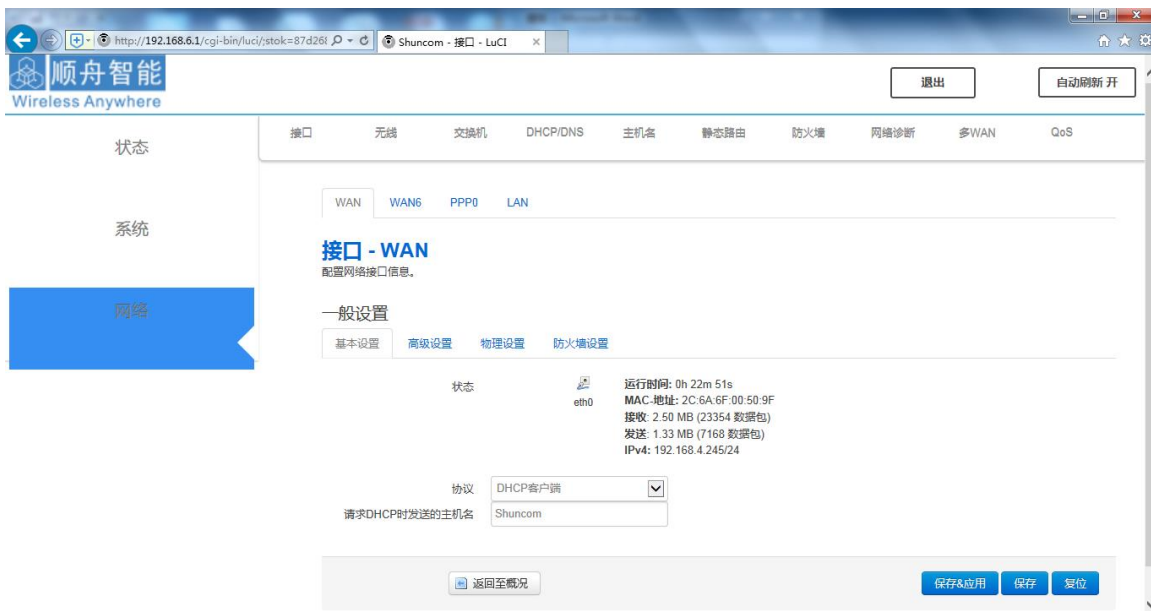 http://192.168.6.1/cgi-bin/luci/;stok=87d268
Shuncom - 接口 - LuCI
顺舟智能
Wireless Anywhere
退出
自动刷新 开
状态
系统
网络
接口 无线 交换机 DHCP/DNS 主机名 静态路由 防火墙 网络诊断 多WAN QoS
WAN WAN6 PPP0 LAN
接口 - WAN
配置网络接口信息。
一般设置
基本设置 高级设置 物理设置 防火墙设置
状态
eth0
运行时间: 0h 22m 51s
MAC-地址: 2C:6A:6F:00:50:9F
接收: 2.50 MB (23354 数据包)
发送: 1.33 MB (7168 数据包)
IPv4: 192.168.4.245/24
协议 DHCP客户端
请求DHCP时发送的主机名 Shuncom
返回至概况 保存&应用 保存 复位